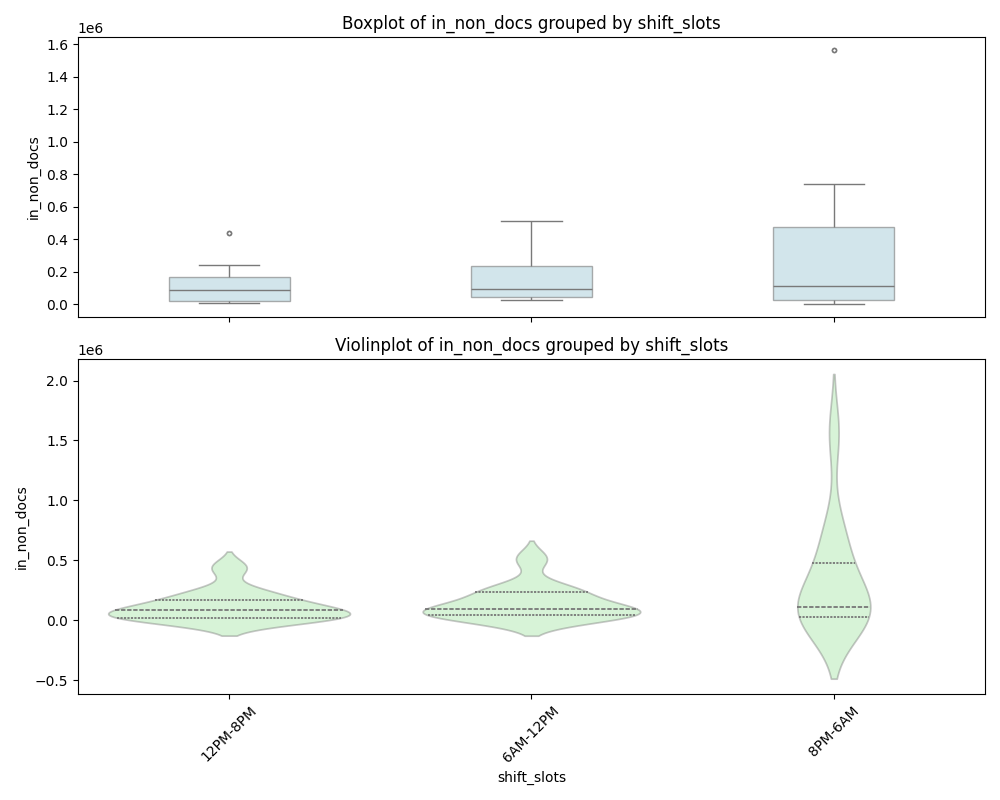 Boxplot of in_non_docs grouped by shift_slots
1e6
1.6
1.4
1.2
1.0
0.8
0.6
0.4
0.2
0.0
in_non_docs
Violinplot of in_non_docs grouped by shift_slots
1e6
2.0
1.5
1.0
0.5
0.0
−0.5
in_non_docs
12PM-8PM
6AM-12PM
8PM-6AM
shift_slots